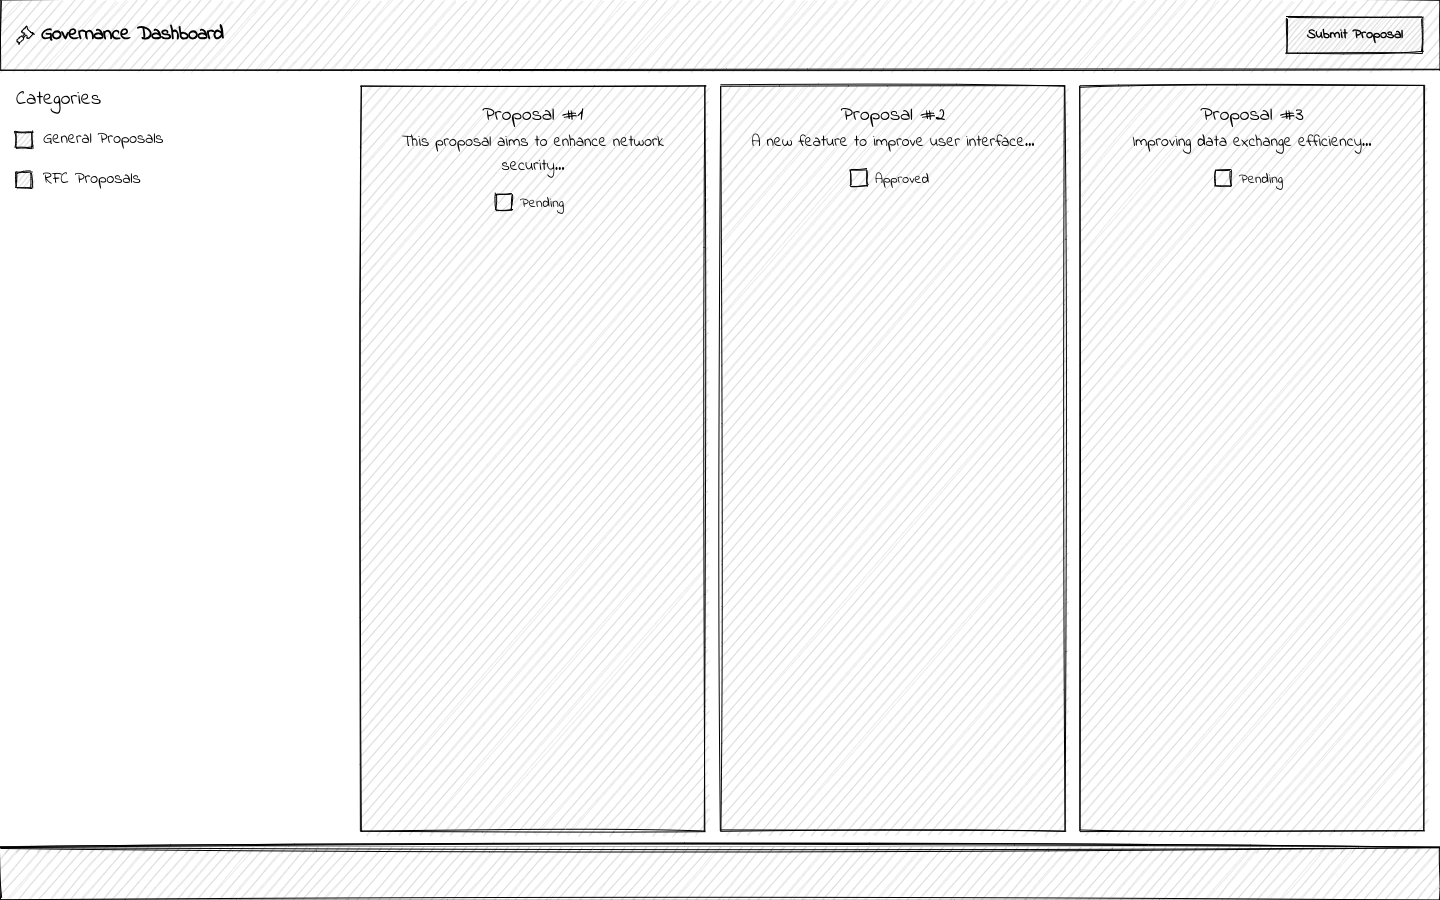 Governance Dashboard
Submit Proposal
Categories
General Proposals
RFC Proposals
Proposal #1
This proposal aims to enhance network
security...
Pending
Proposal #2
A new feature to improve user interface...
Approved
Proposal #3
Improving data exchange efficiency...
Pending